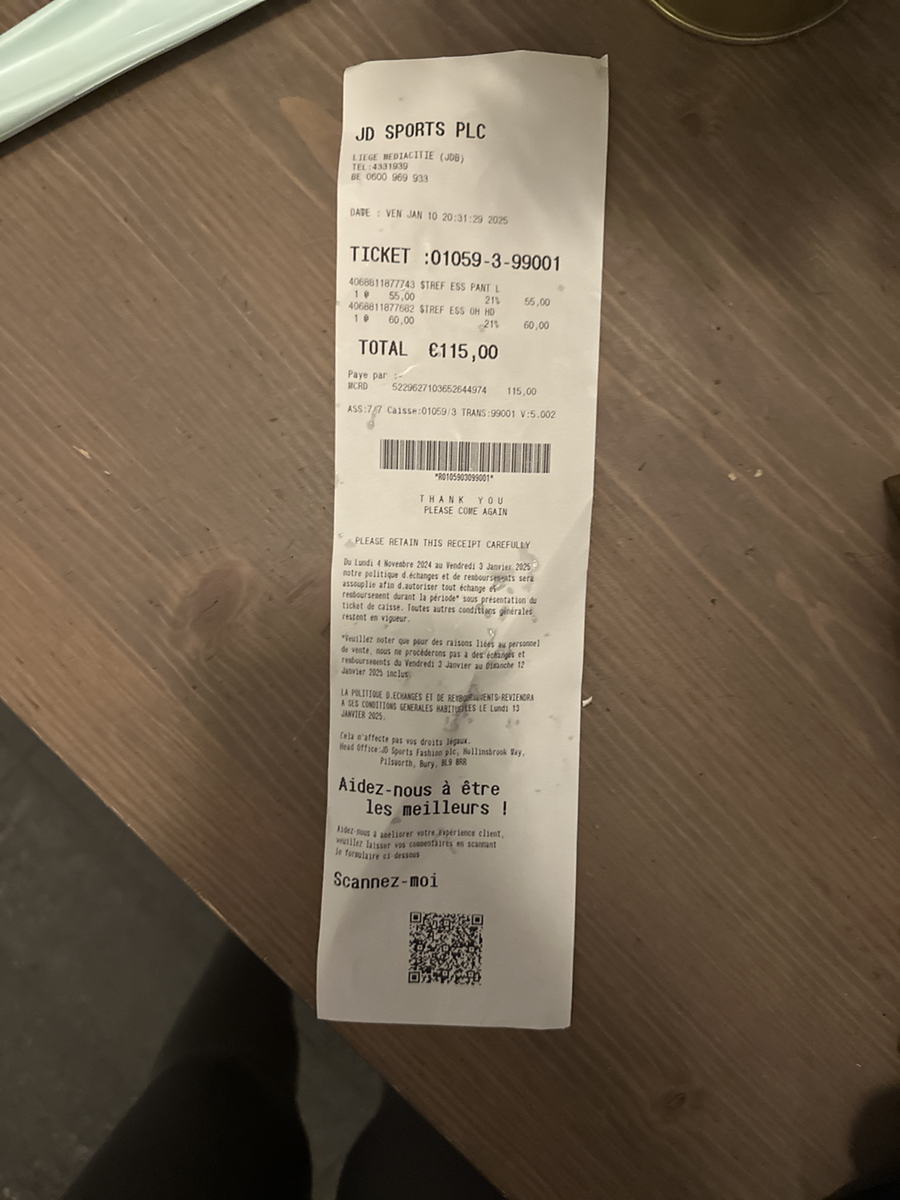 JD SPORTS PLC
LIEGE MEDIACITIE (JDB)
TEL:4331939
BE 0600 969 933
DATE : VEN JAN 10 20:31:29 2025
TICKET :01059-3-99001
4068811877743 $TREF ESS PANT L
1 @ 55,00 21% 55,00
4068811877682 $TREF ESS OH HD
1 @ 60,00 21% 60,00
TOTAL €115,00
Paye par :-
MCRD 5229627103652644974 115,00
ASS:7/7 Caisse:01059/3 TRANS:99001 V:5.002
*R0105903099001*
THANK YOU
PLEASE COME AGAIN
PLEASE RETAIN THIS RECEIPT CAREFULLY
Du Lundi 4 Novembre 2024 au Vendredi 3 Janvier 2025
notre politique d.échanges et de remboursements sera
assouplie afin d.autoriser tout échange et
remboursement durant la période* sous présentation du
ticket de caisse. Toutes autres conditions générales
restent en vigueur.
*Veuillez noter que pour des raisons liées au personnel
de vente, nous ne procéderons pas a des échanges et
remboursements du Vendredi 3 Janvier au Dimanche 12
Janvier 2025 inclus.
LA POLITIQUE D.ECHANGES ET DE REMBOURSEMENTS REVIENDRA
A SES CONDITIONS GENERALES HABITUELLES LE Lundi 13
JANVIER 2025.
Cela n'affecte pas vos droits légaux.
Head Office:JD Sports Fashion plc, Hollinsbrook Way,
Pilsworth, Bury, BL9 8RR
Aidez-nous à être
les meilleurs !
Aidez-nous à améliorer votre expérience client,
veuillez laisser vos commentaires en scannant
le formulaire ci dessous
Scannez-moi